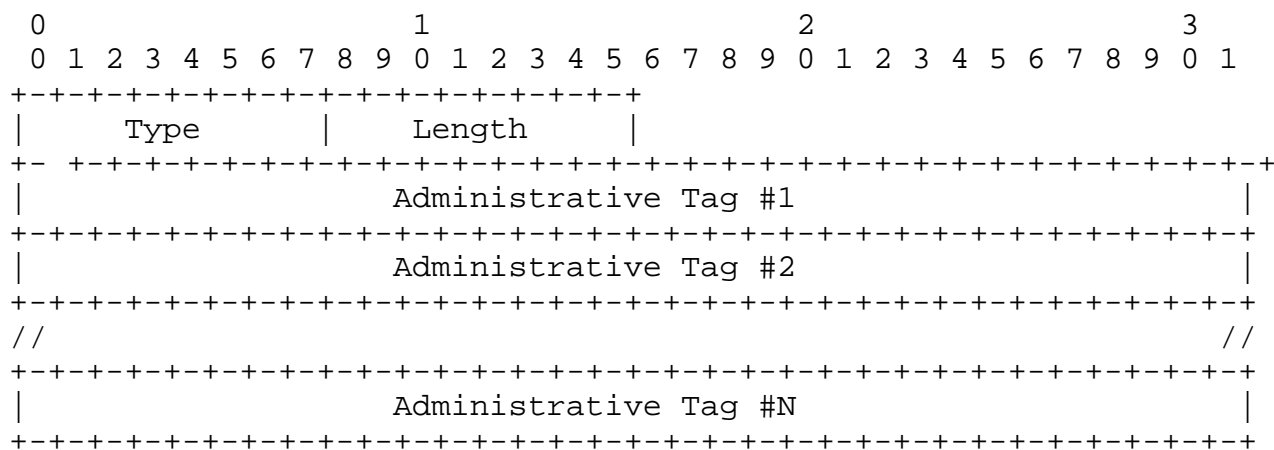 0                   1                   2                   3
 0 1 2 3 4 5 6 7 8 9 0 1 2 3 4 5 6 7 8 9 0 1 2 3 4 5 6 7 8 9 0 1
+-+-+-+-+-+-+-+-+-+-+-+-+-+-+-+-+
|     Type      |    Length     |
+- +-+-+-+-+-+-+-+-+-+-+-+-+-+-+-+-+-+-+-+-+-+-+-+-+-+-+-+-+-+-+-+
|                   Administrative Tag #1                       |
+-+-+-+-+-+-+-+-+-+-+-+-+-+-+-+-+-+-+-+-+-+-+-+-+-+-+-+-+-+-+-+-+
|                   Administrative Tag #2                       |
+-+-+-+-+-+-+-+-+-+-+-+-+-+-+-+-+-+-+-+-+-+-+-+-+-+-+-+-+-+-+-+-+
//                                                             //
+-+-+-+-+-+-+-+-+-+-+-+-+-+-+-+-+-+-+-+-+-+-+-+-+-+-+-+-+-+-+-+-+
|                   Administrative Tag #N                       |
+-+-+-+-+-+-+-+-+-+-+-+-+-+-+-+-+-+-+-+-+-+-+-+-+-+-+-+-+-+-+-+-+